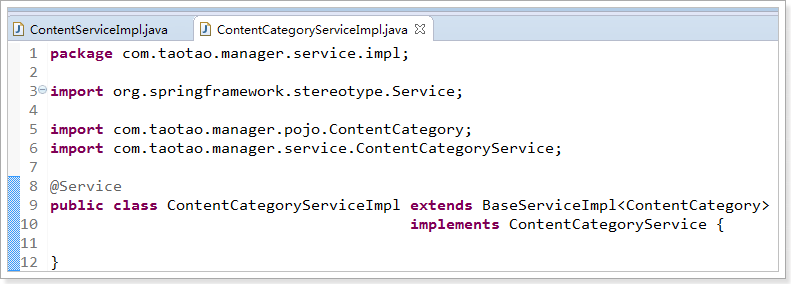 ContentServiceImpl.java ContentCategoryServiceImpl.java
1 package com.taotao.manager.service.impl;
2
3 import org.springframework.stereotype.Service;
4
5 import com.taotao.manager.pojo.ContentCategory;
6 import com.taotao.manager.service.ContentCategoryService;
7
8 @Service
9 public class ContentCategoryServiceImpl extends BaseServiceImpl<ContentCategory>
10 implements ContentCategoryService {
11
12 }